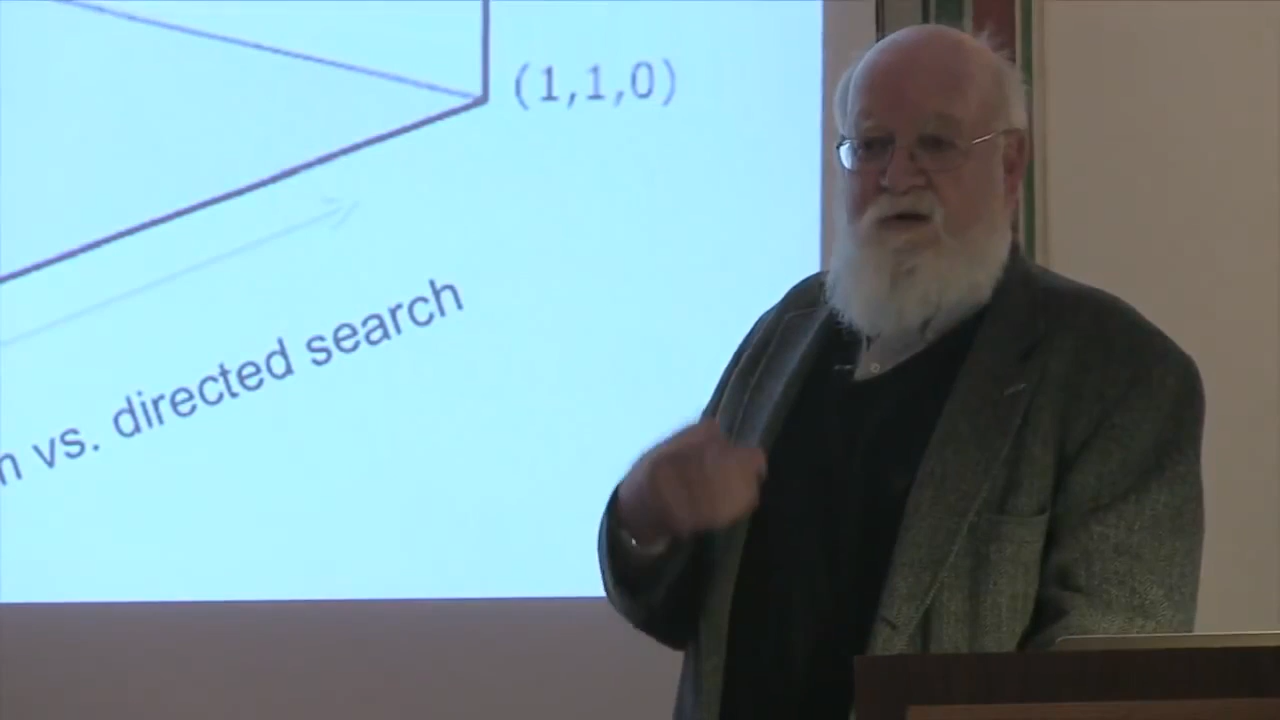 (1,1,0)
vs. directed search